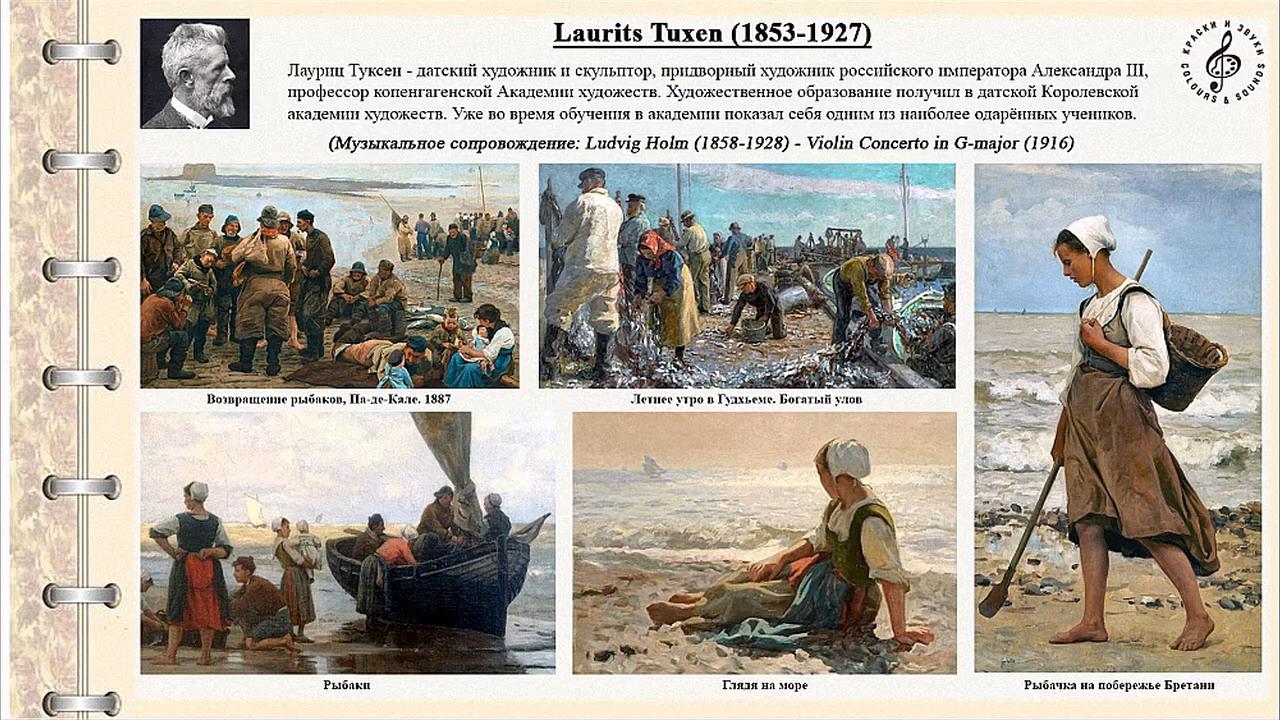 Laurits Tuxen (1853-1927)
КРАСКИ И ЗВУКИ
COLOURS & SOUNDS
Лауриц Туксен - датский художник и скульптор, придворный художник российского императора Александра III,
профессор копенгагенской Академии художеств. Художественное образование получил в датской Королевской
академии художеств. Уже во время обучения в академии показал себя одним из наиболее одарённых учеников.
(Музыкальное сопровождение: Ludvig Holm (1858-1928) - Violin Concerto in G-major (1916)
Возвращение рыбаков, Па-де-Кале. 1887
Летнее утро в Гудхьеме. Богатый улов
Рыбаки
Глядя на море
Рыбачка на побережье Бретани